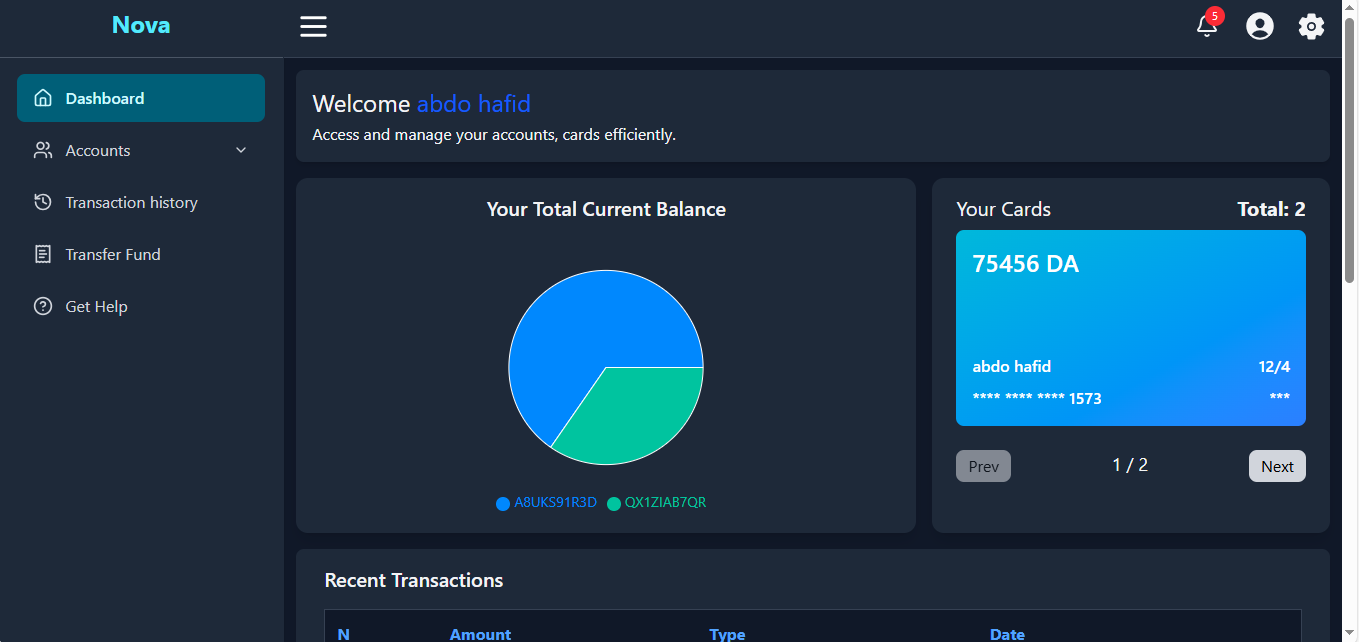 Nova
5
Dashboard
Accounts
Transaction history
Transfer Fund
Get Help
Welcome abdo hafid
Access and manage your accounts, cards efficiently.
Your Total Current Balance
A8UKS91R3D QX1ZIAB7QR
Your Cards Total: 2
75456 DA
abdo hafid 12/4
**** **** **** 1573 ***
Prev 1 / 2 Next
Recent Transactions
N Amount Type Date